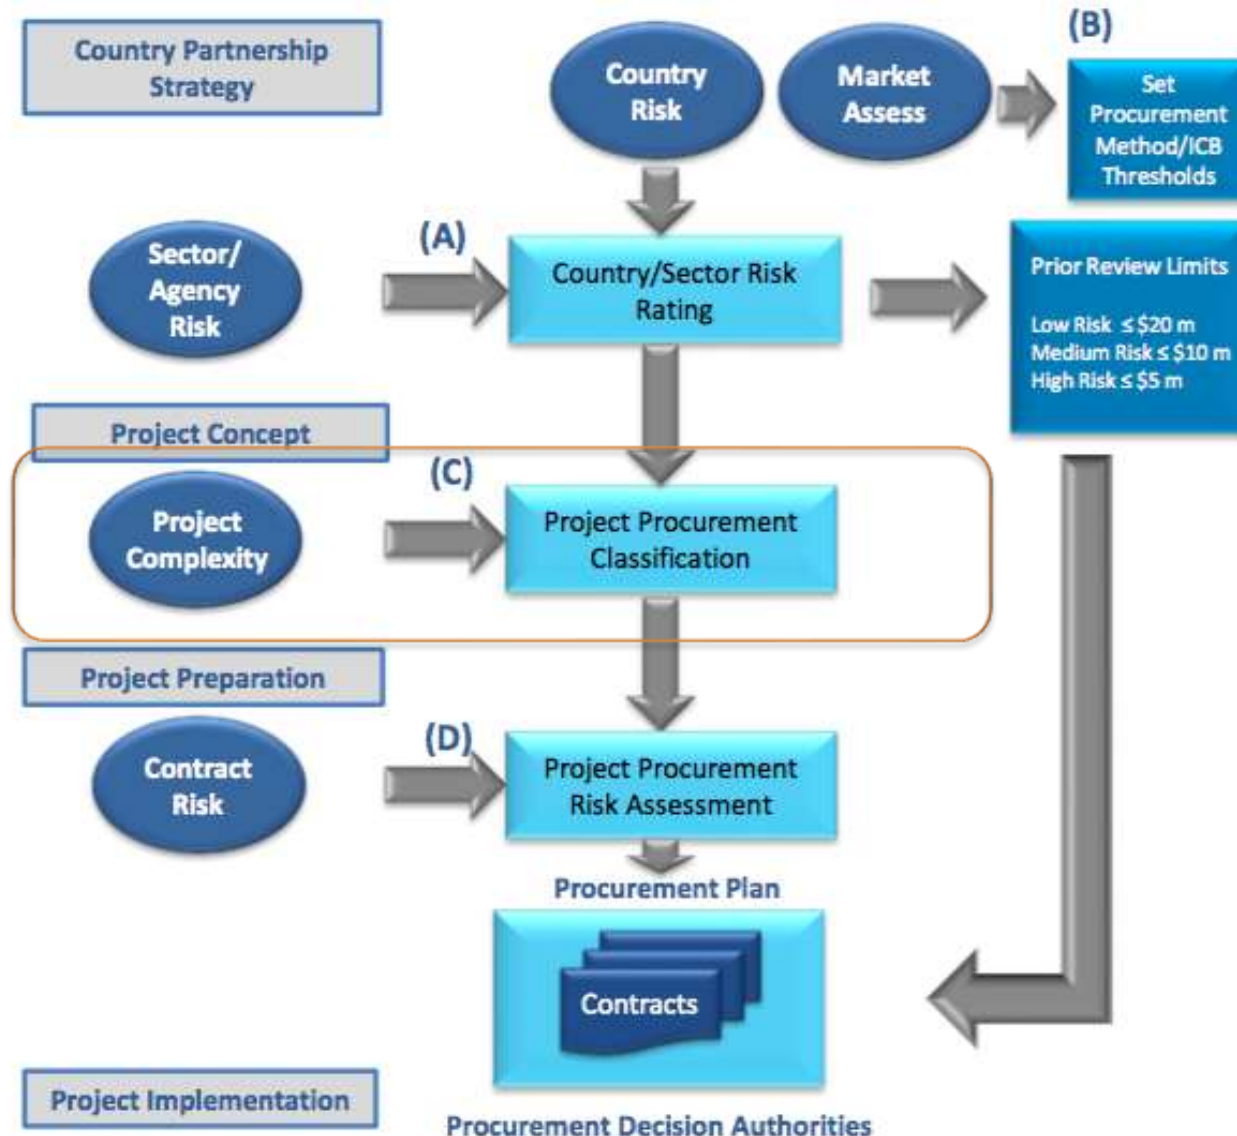 (B)
Country Partnership
Strategy
Country
Risk
Market
Assess
Set
Procurement
Method/ICB
Thresholds
(A)
Sector/
Agency
Risk
Country/Sector Risk
Rating
Prior Review Limits
Low Risk ≤ $20 m
Medium Risk ≤ $10 m
High Risk ≤ $5 m
Project Concept
(C)
Project
Complexity
Project Procurement
Classification
Project Preparation
(D)
Contract
Risk
Project Procurement
Risk Assessment
Procurement Plan
Contracts
Project Implementation
Procurement Decision Authorities